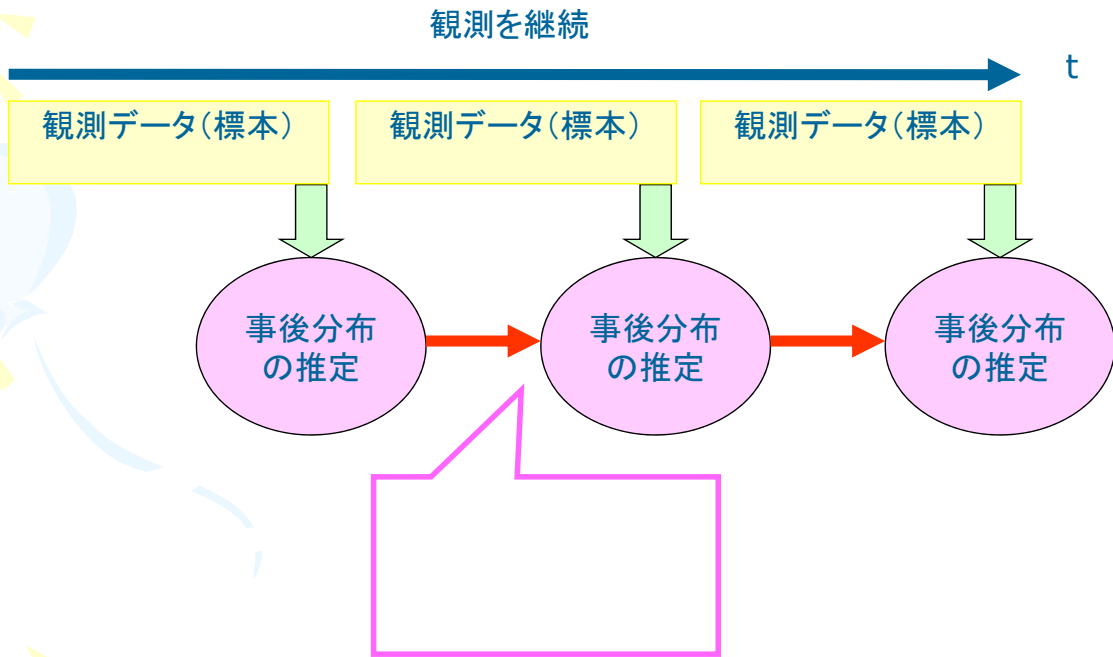 観測を継続
t
観測データ(標本)
観測データ(標本)
観測データ(標本)
事後分布
の推定
事後分布
の推定
事後分布
の推定